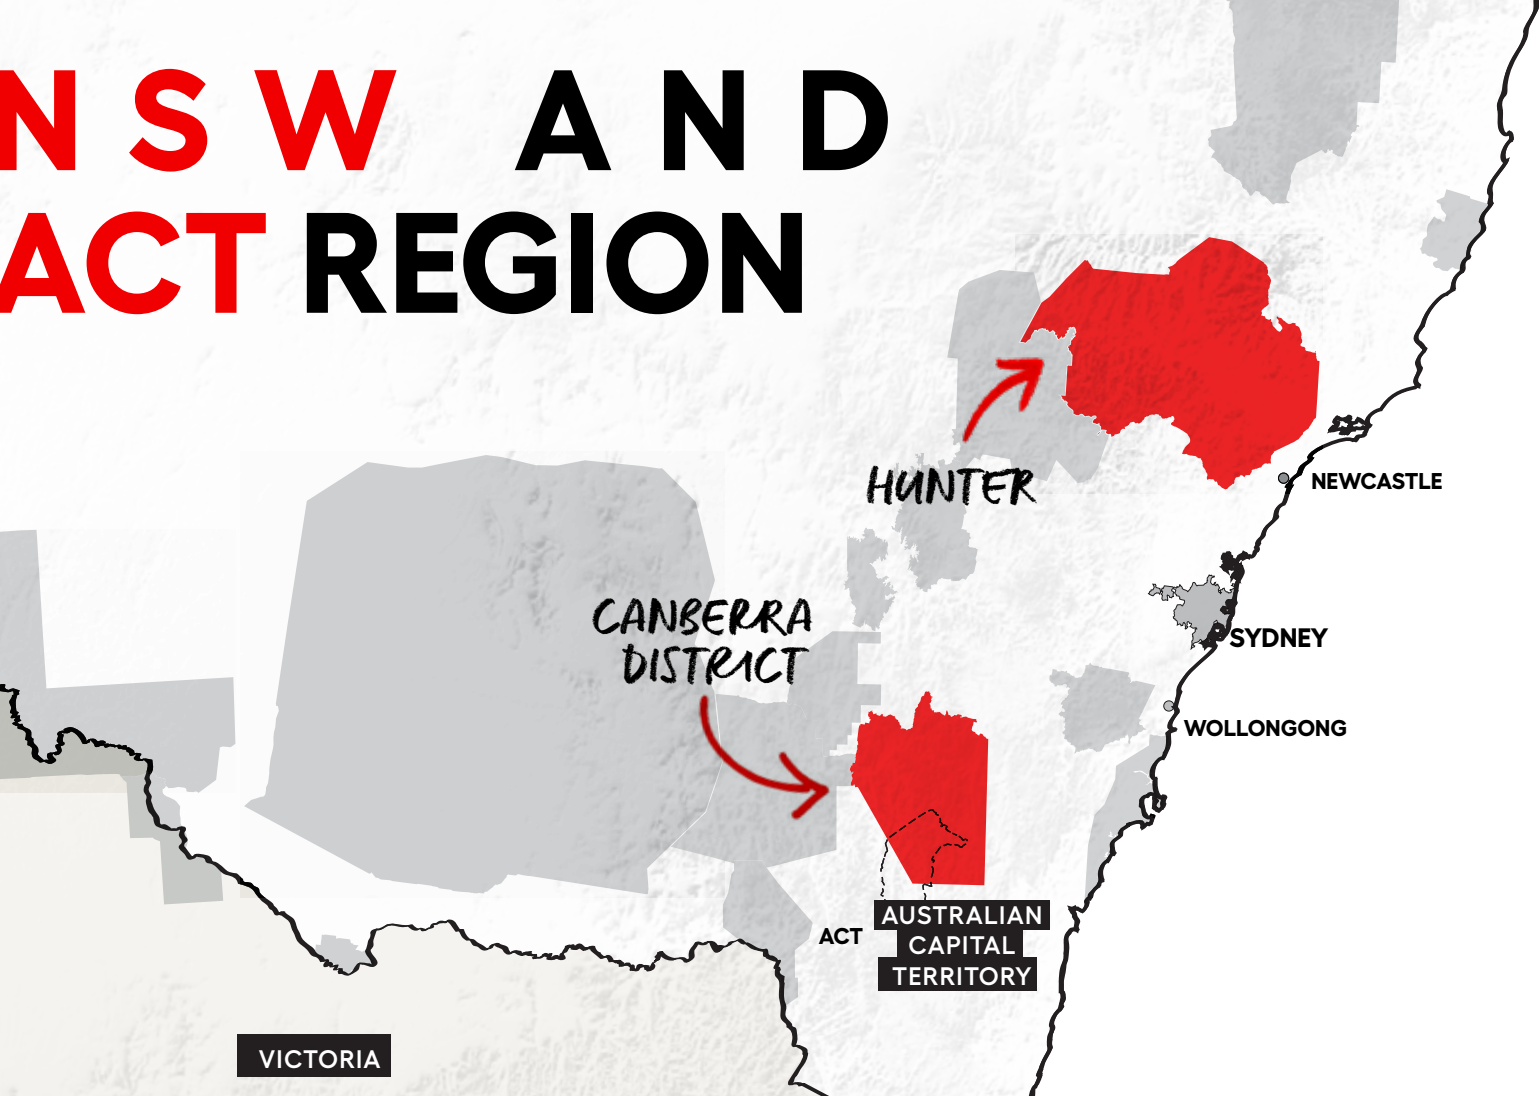 NSW AND
ACT REGION
HUNTER
NEWCASTLE
CANBERRA
DISTRICT
SYDNEY
WOLLONGONG
ACT
AUSTRALIAN
CAPITAL
TERRITORY
VICTORIA